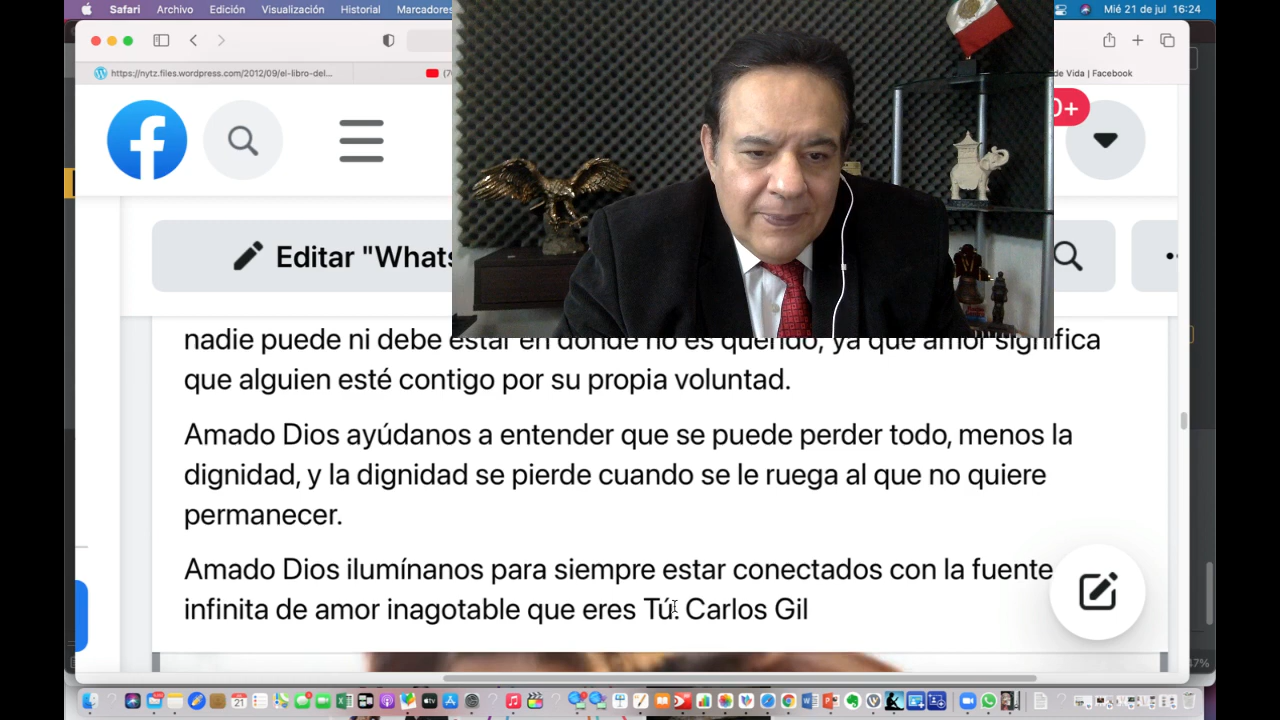 Safari Archivo Edición Visualización Historial Marcadores
Mié 21 de jul 16:24
https://nytz.files.wordpress.com/2012/09/el-libro-del...
de Vida | Facebook
0+
Editar "Whats
nadie puede ni debe estar en donde no es querido, ya que amor significa
que alguien esté contigo por su propia voluntad.
Amado Dios ayúdanos a entender que se puede perder todo, menos la
dignidad, y la dignidad se pierde cuando se le ruega al que no quiere
permanecer.
Amado Dios ilumínanos para siempre estar conectados con la fuente
infinita de amor inagotable que eres Tú. Carlos Gil